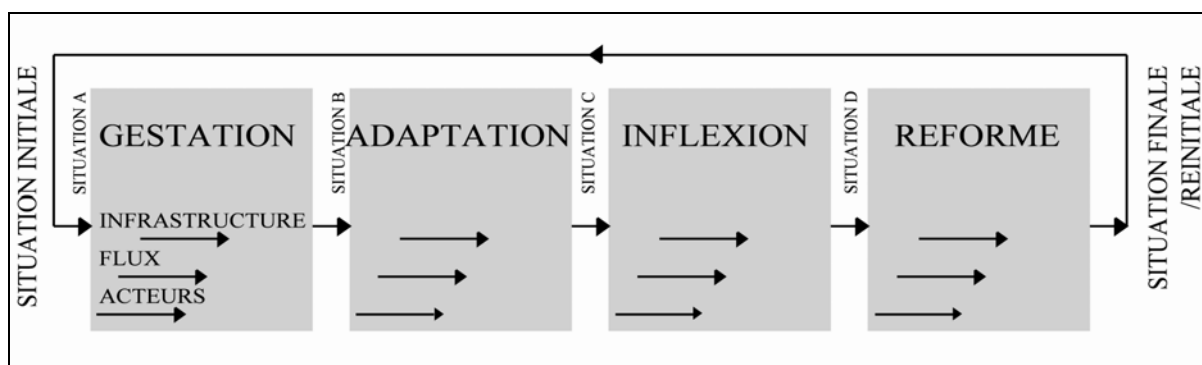 SITUATION INITIALE
SITUATION A
GESTATION
INFRASTRUCTURE
FLUX
ACTEURS
SITUATION B
ADAPTATION
SITUATION C
INFLEXION
SITUATION D
REFORME
SITUATION FINALE
/REINITIALE